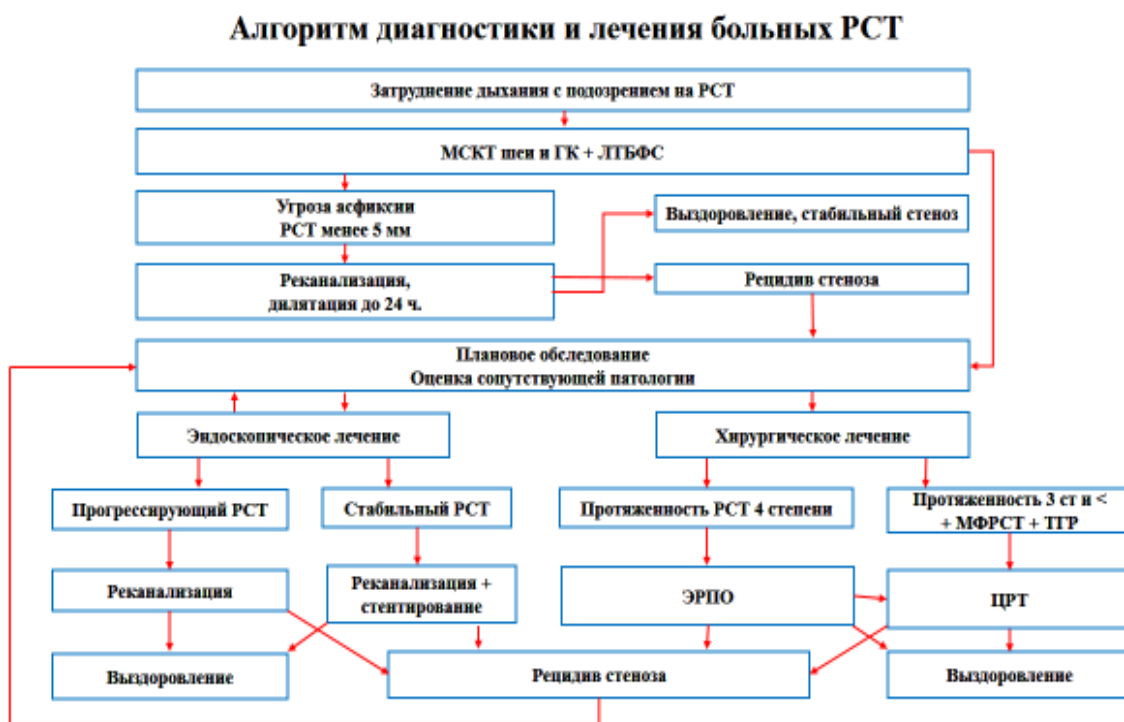 Алгоритм диагностики и лечения больных РСТ
Затруднение дыхания с подозрением на РСТ
МСКТ шеи и ГК + ЛТБФС
Угроза асфиксии
РСТ менее 5 мм
Выздоровление, стабильный стеноз
Реканализация,
дилятация до 24 ч.
Рецидив стеноза
Плановое обследование
Оценка сопутствующей патологии
Эндоскопическое лечение
Хирургическое лечение
Прогрессирующий РСТ
Стабильный РСТ
Протяженность РСТ 4 степени
Протяженность 3 ст и <
+ МФРСТ + ТГР
Реканализация
Реканализация +
стентирование
ЭРПО
ЦРТ
Выздоровление
Рецидив стеноза
Выздоровление